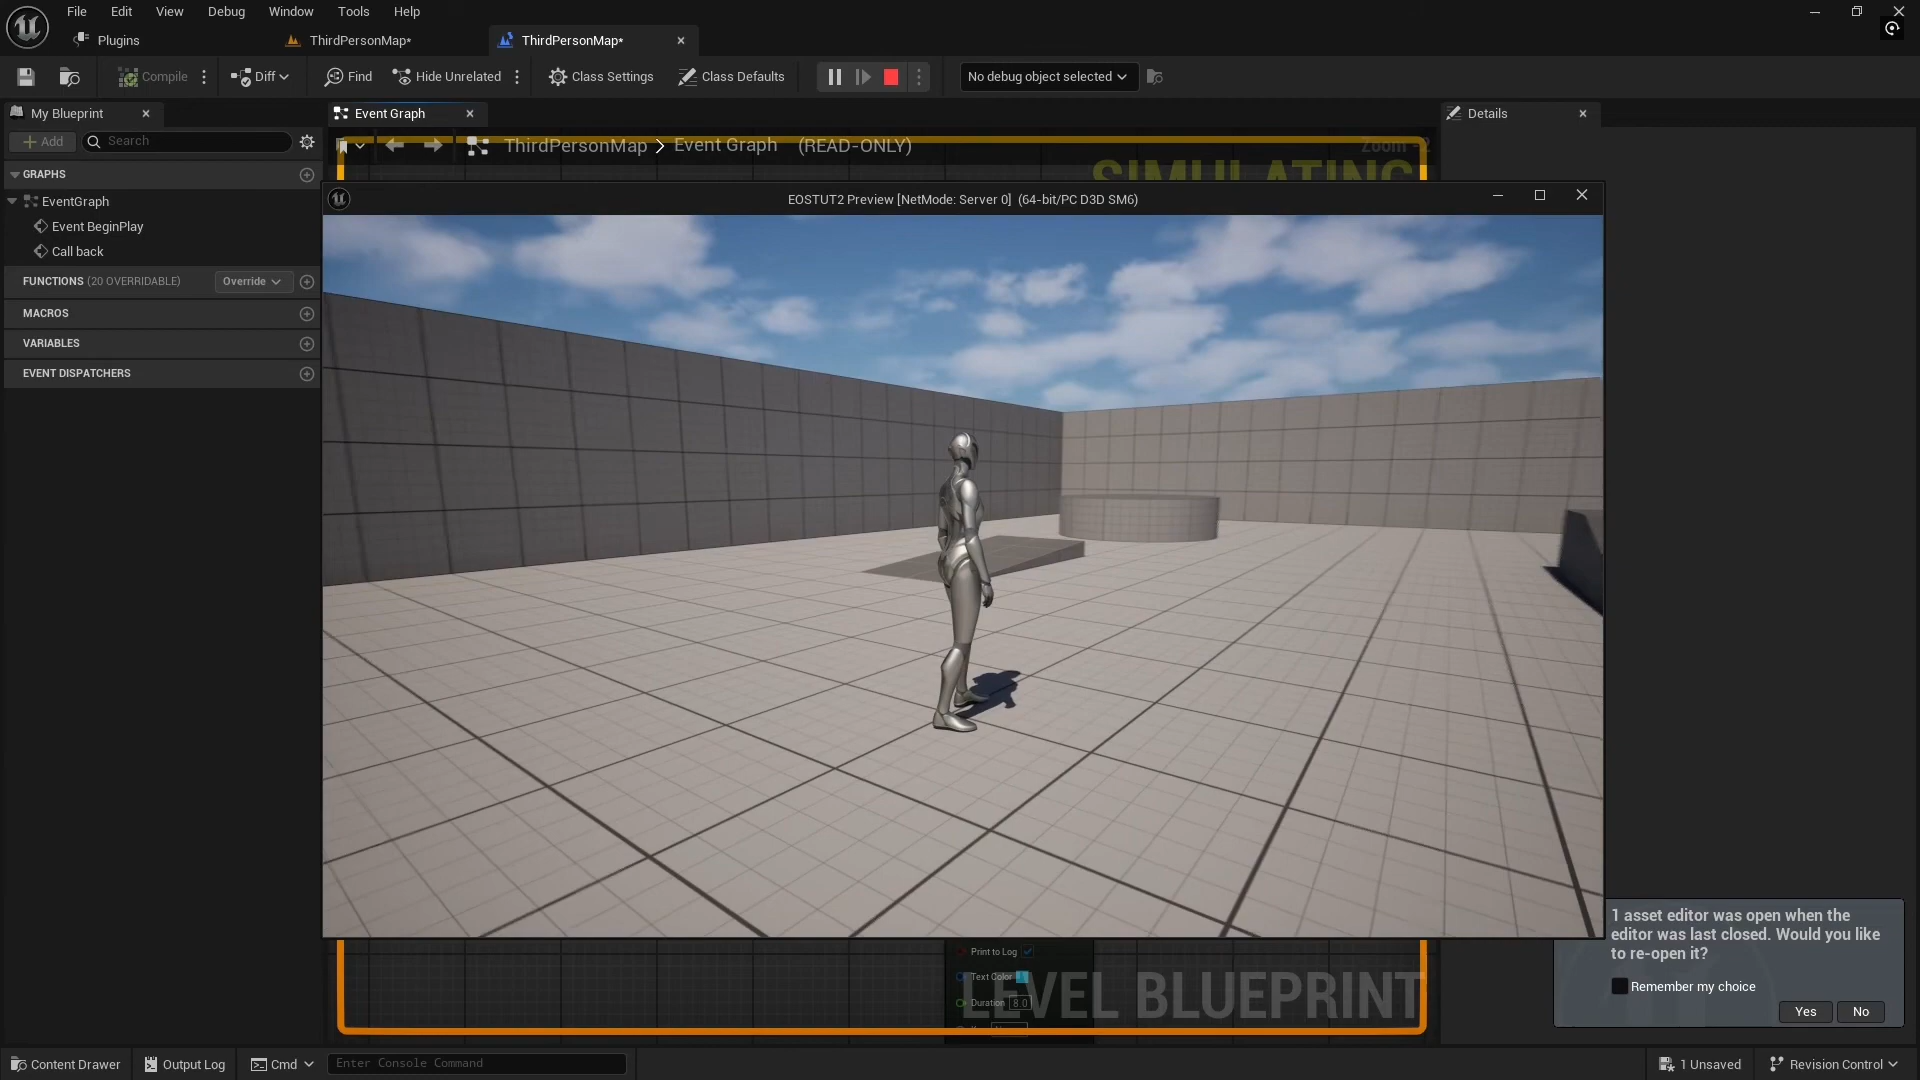 File Edit View Debug Window Tools Help
Plugins ThirdPersonMap* ThirdPersonMap*
Compile Diff Find Hide Unrelated Class Settings Class Defaults No debug object selected
My Blueprint Event Graph Details
Add Search ThirdPersonMap > Event Graph (READ-ONLY) Zoom -2
SIMULATING
GRAPHS
EventGraph
Event BeginPlay
Call back
FUNCTIONS (20 OVERRIDABLE) Override
MACROS
VARIABLES
EVENT DISPATCHERS
EOSTUT2 Preview [NetMode: Server 0] (64-bit/PC D3D SM6)
Print to Log
Text Color
Duration 8.0
LEVEL BLUEPRINT
1 asset editor was open when the
editor was last closed. Would you like
to re-open it?
Remember my choice
Yes No
Content Drawer Output Log Cmd Enter Console Command 1 Unsaved Revision Control